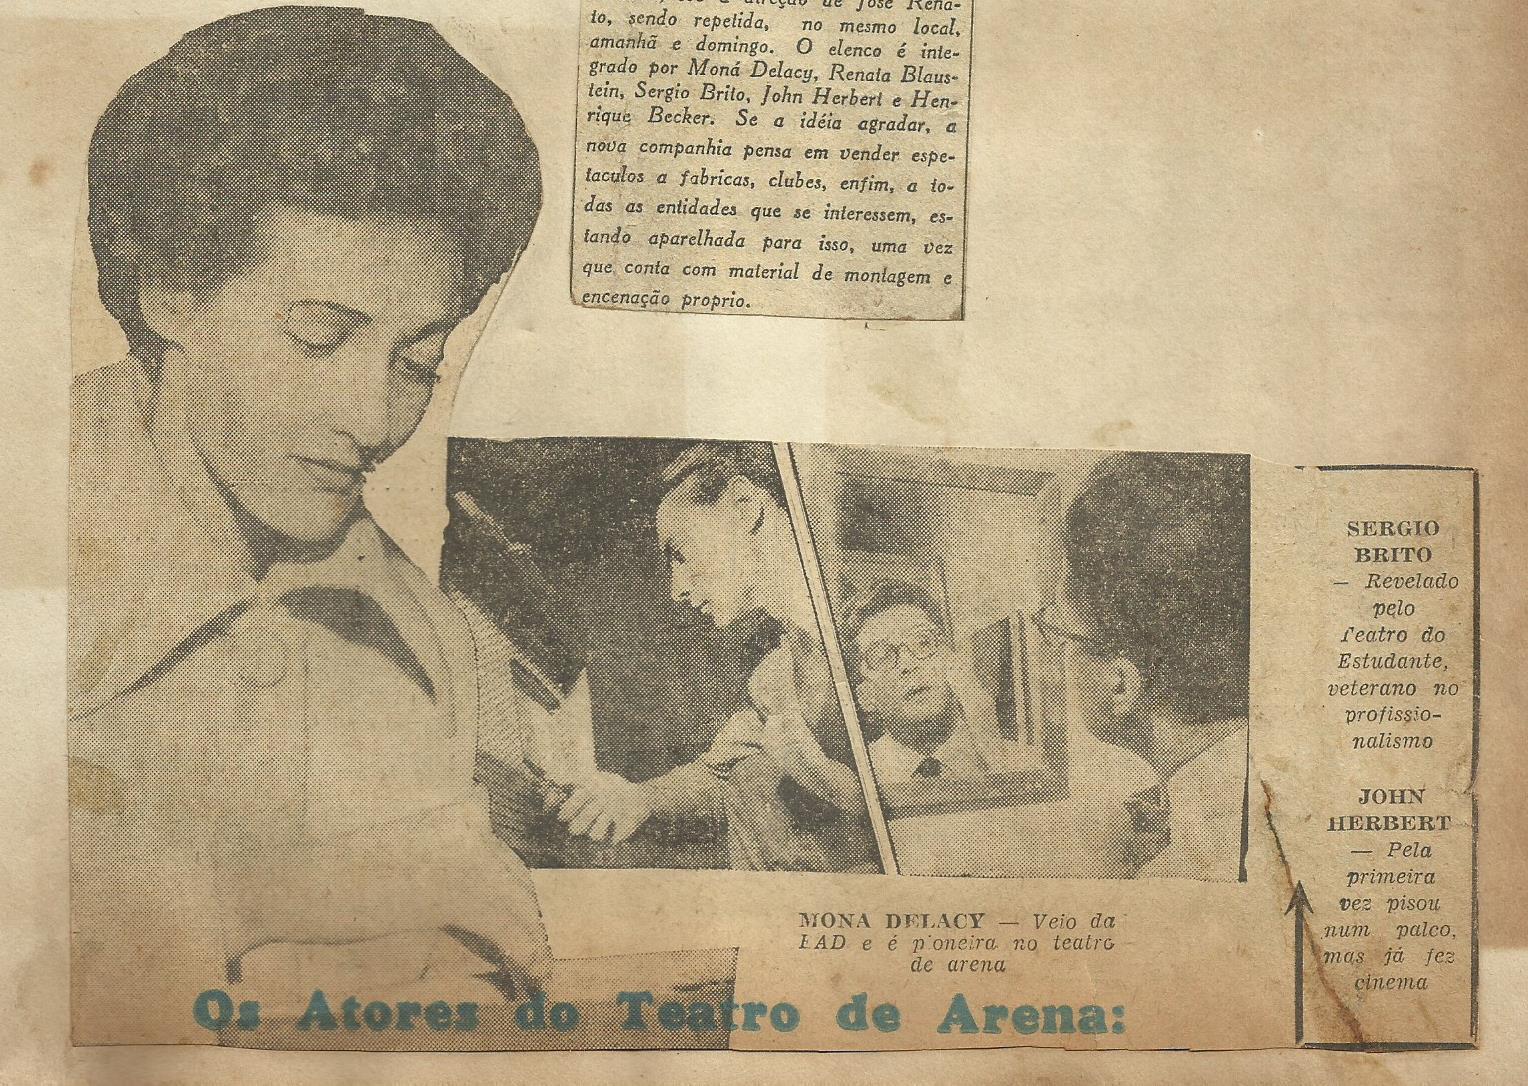 , sob a direção de José Rena-
to, sendo repetida, no mesmo local,
amanhã e domingo. O elenco é inte-
grado por Moná Delacy, Renata Blaus-
tein, Sergio Brito, John Herbert e Hen-
rique Becker. Se a idéia agradar, a
nova companhia pensa em vender espe-
taculos a fabricas, clubes, enfim, a to-
das as entidades que se interessem, es-
tando aparelhada para isso, uma vez
que conta com material de montagem e
encenação proprio.
SERGIO
BRITO
— Revelado
pelo
Teatro do
Estudante,
veterano no
profissio-
nalismo
JOHN
HERBERT
— Pela
primeira
vez pisou
num palco,
mas já fez
cinema
MONA DELACY — Veio da
EAD e é pioneira no teatro
de arena
Os Atores do Teatro de Arena: